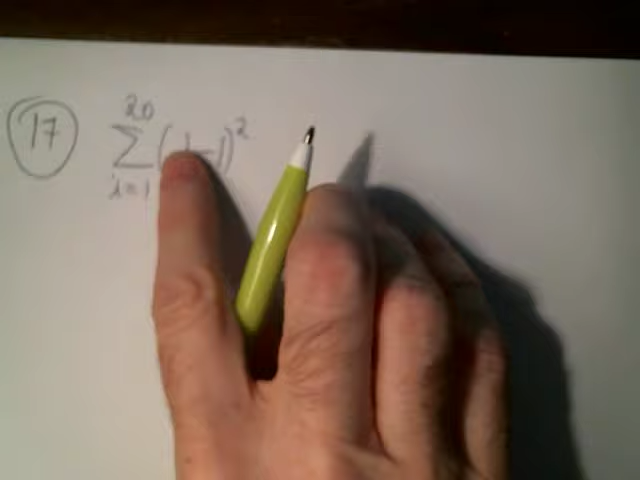 17 20
∑ ( -1)²
i=1